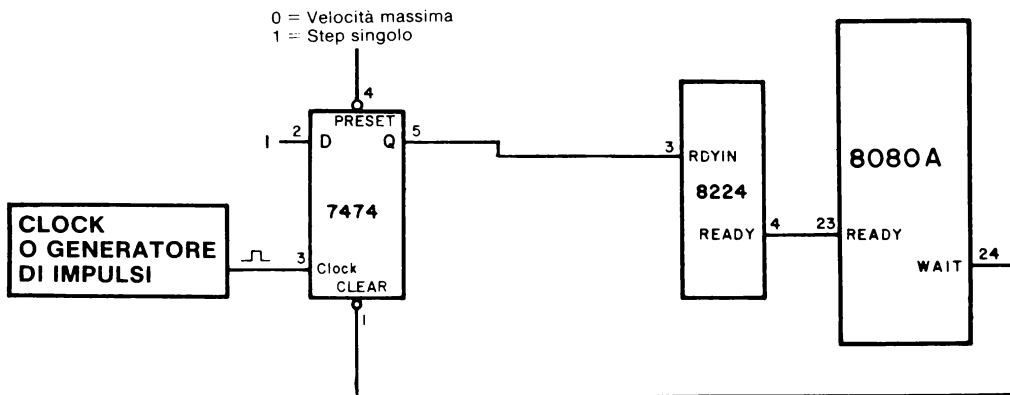 0 = Velocità massima
1 = Step singolo
4
PRESET
1 2 D Q 5
7474
3 Clock
CLEAR
1
CLOCK
O GENERATORE
DI IMPULSI
3 RDYIN
8224
READY 4
8080A
23 READY
WAIT 24